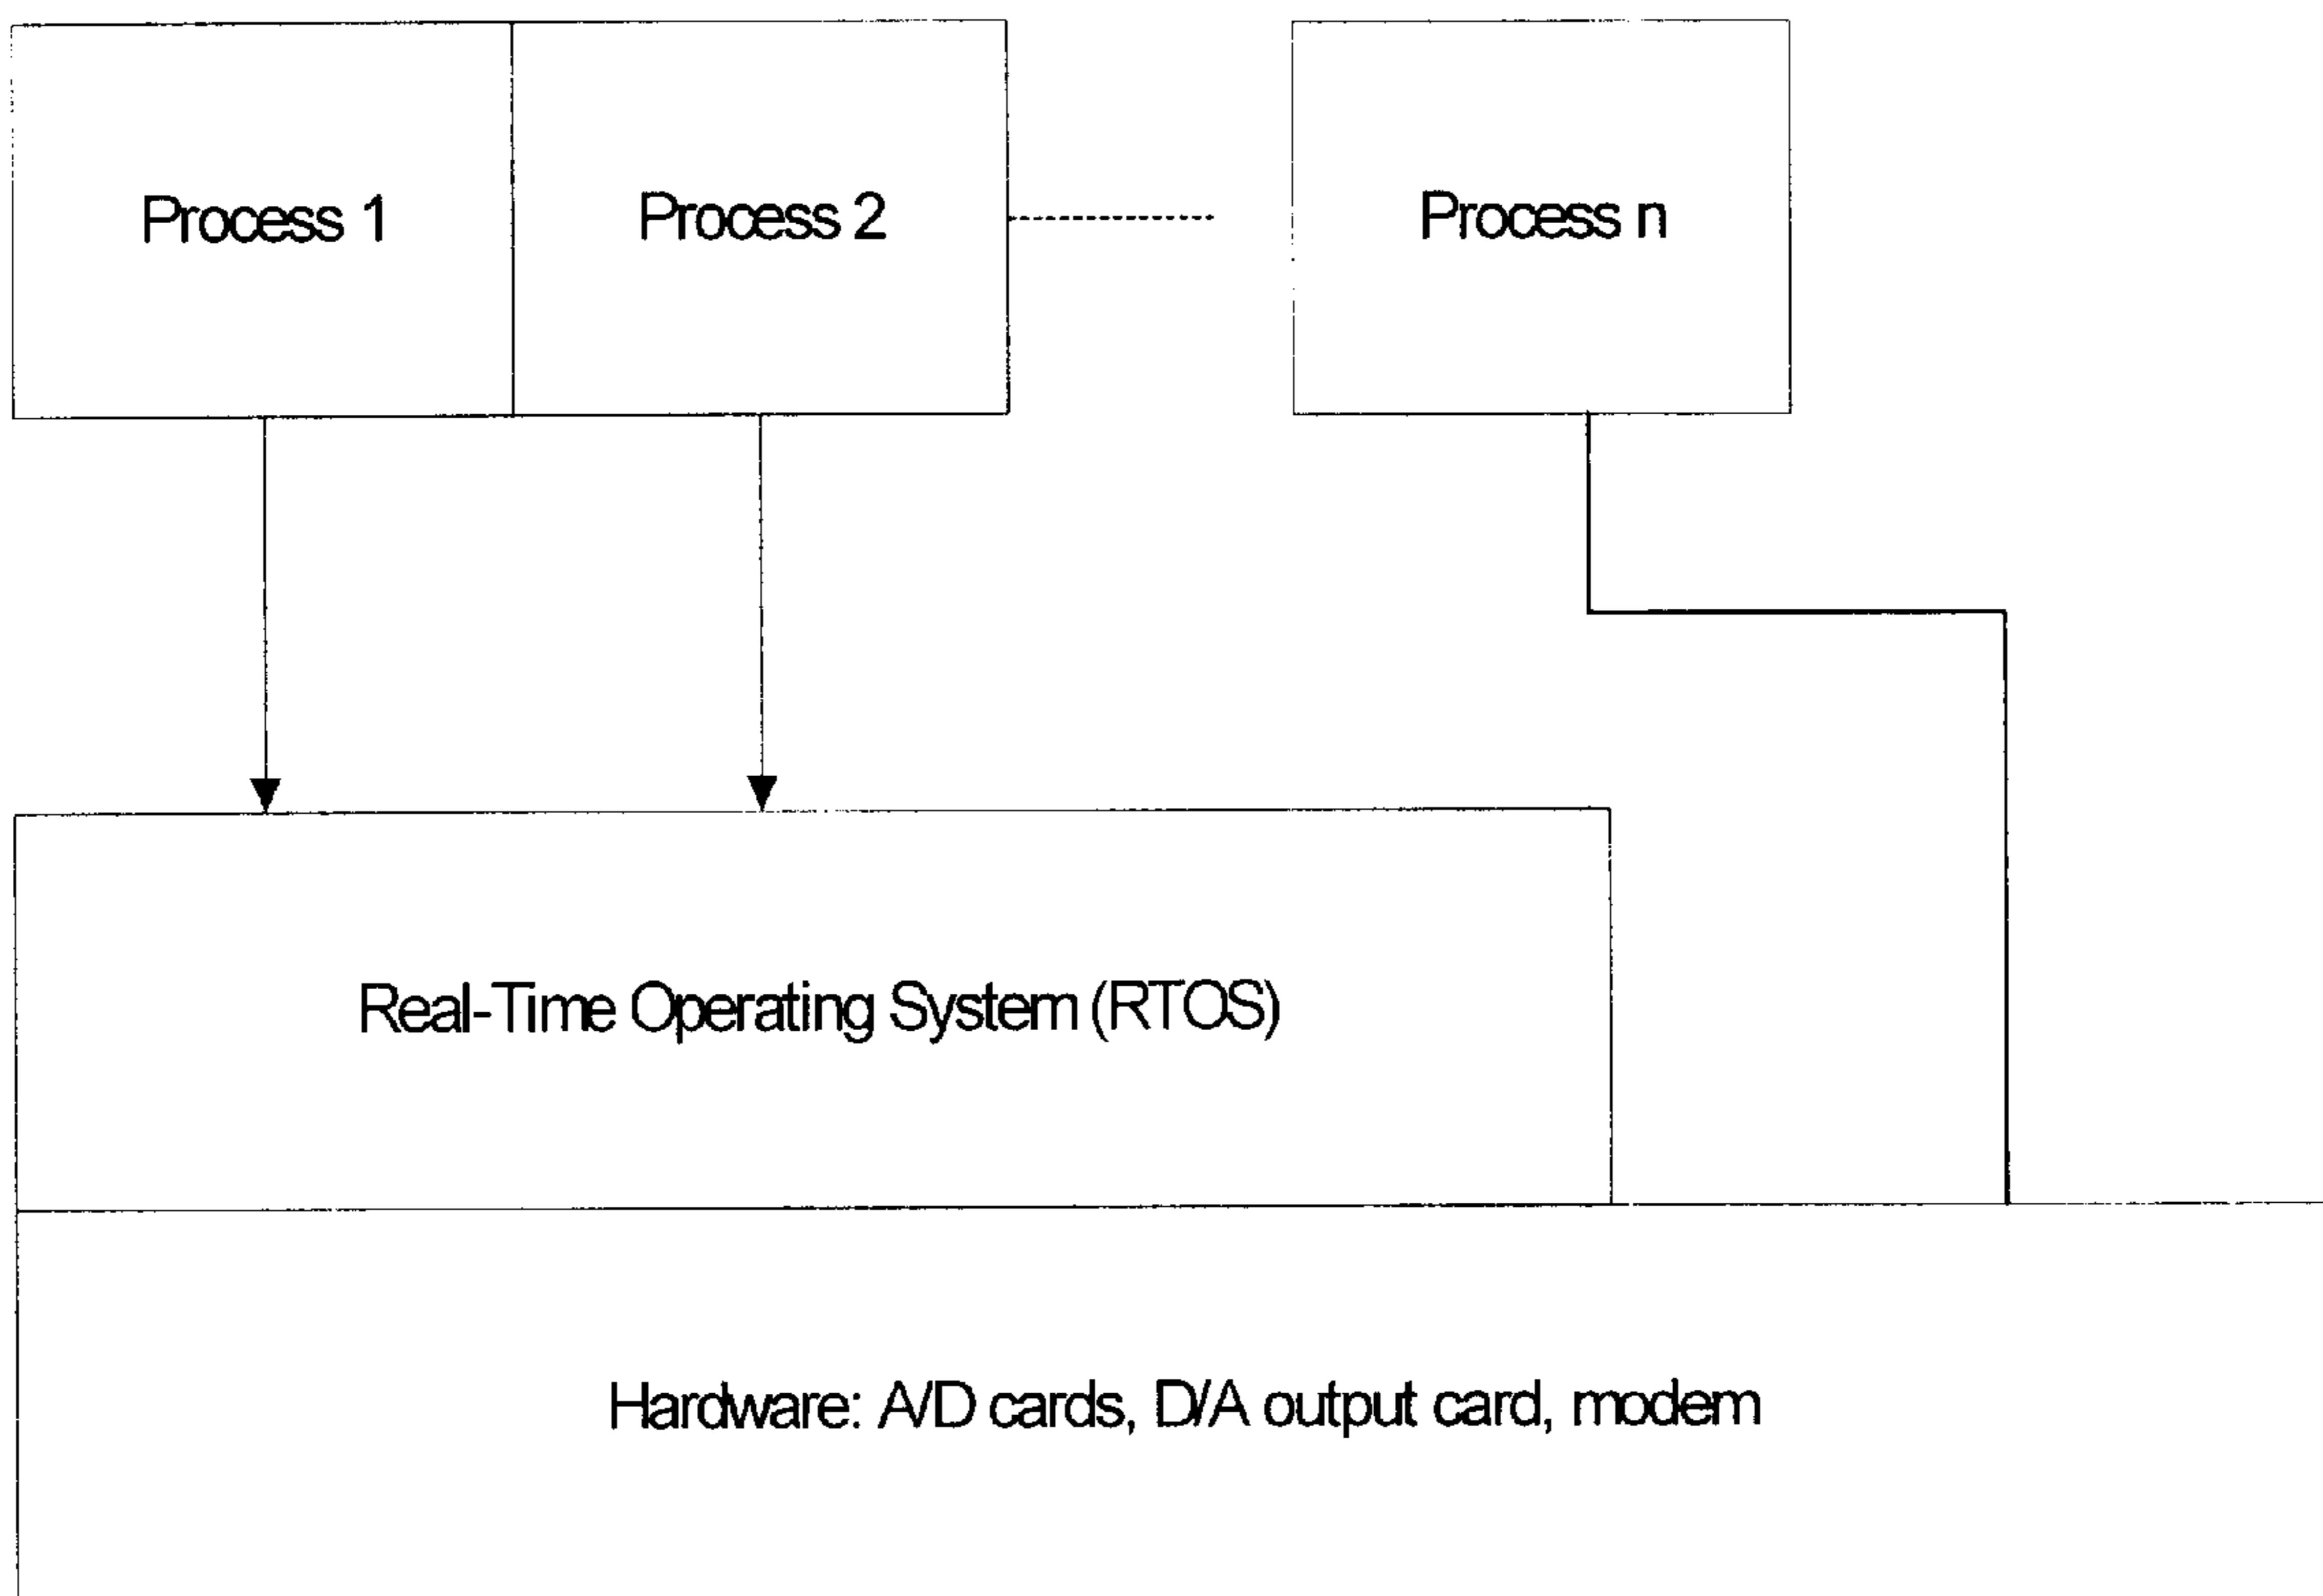 Process 1
Process 2
Process n
Real-Time Operating System (RTOS)
Hardware: A/D cards, D/A output card, modem